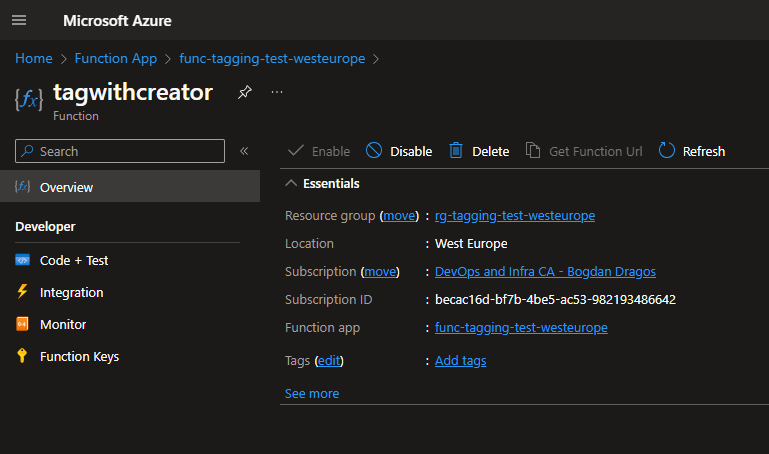 Microsoft Azure
Home > Function App > func-tagging-test-westeurope >
{fx} tagwithcreator ...
Function
Search «
Enable Disable Delete Get Function Url Refresh
{fx} Overview
Essentials
Developer
Resource group (move) : rg-tagging-test-westeurope
Location : West Europe
Code + Test
Subscription (move) : DevOps and Infra CA - Bogdan Dragos
Integration
Subscription ID : becac16d-bf7b-4be5-ac53-982193486642
Monitor
Function app : func-tagging-test-westeurope
Function Keys
Tags (edit) : Add tags
See more